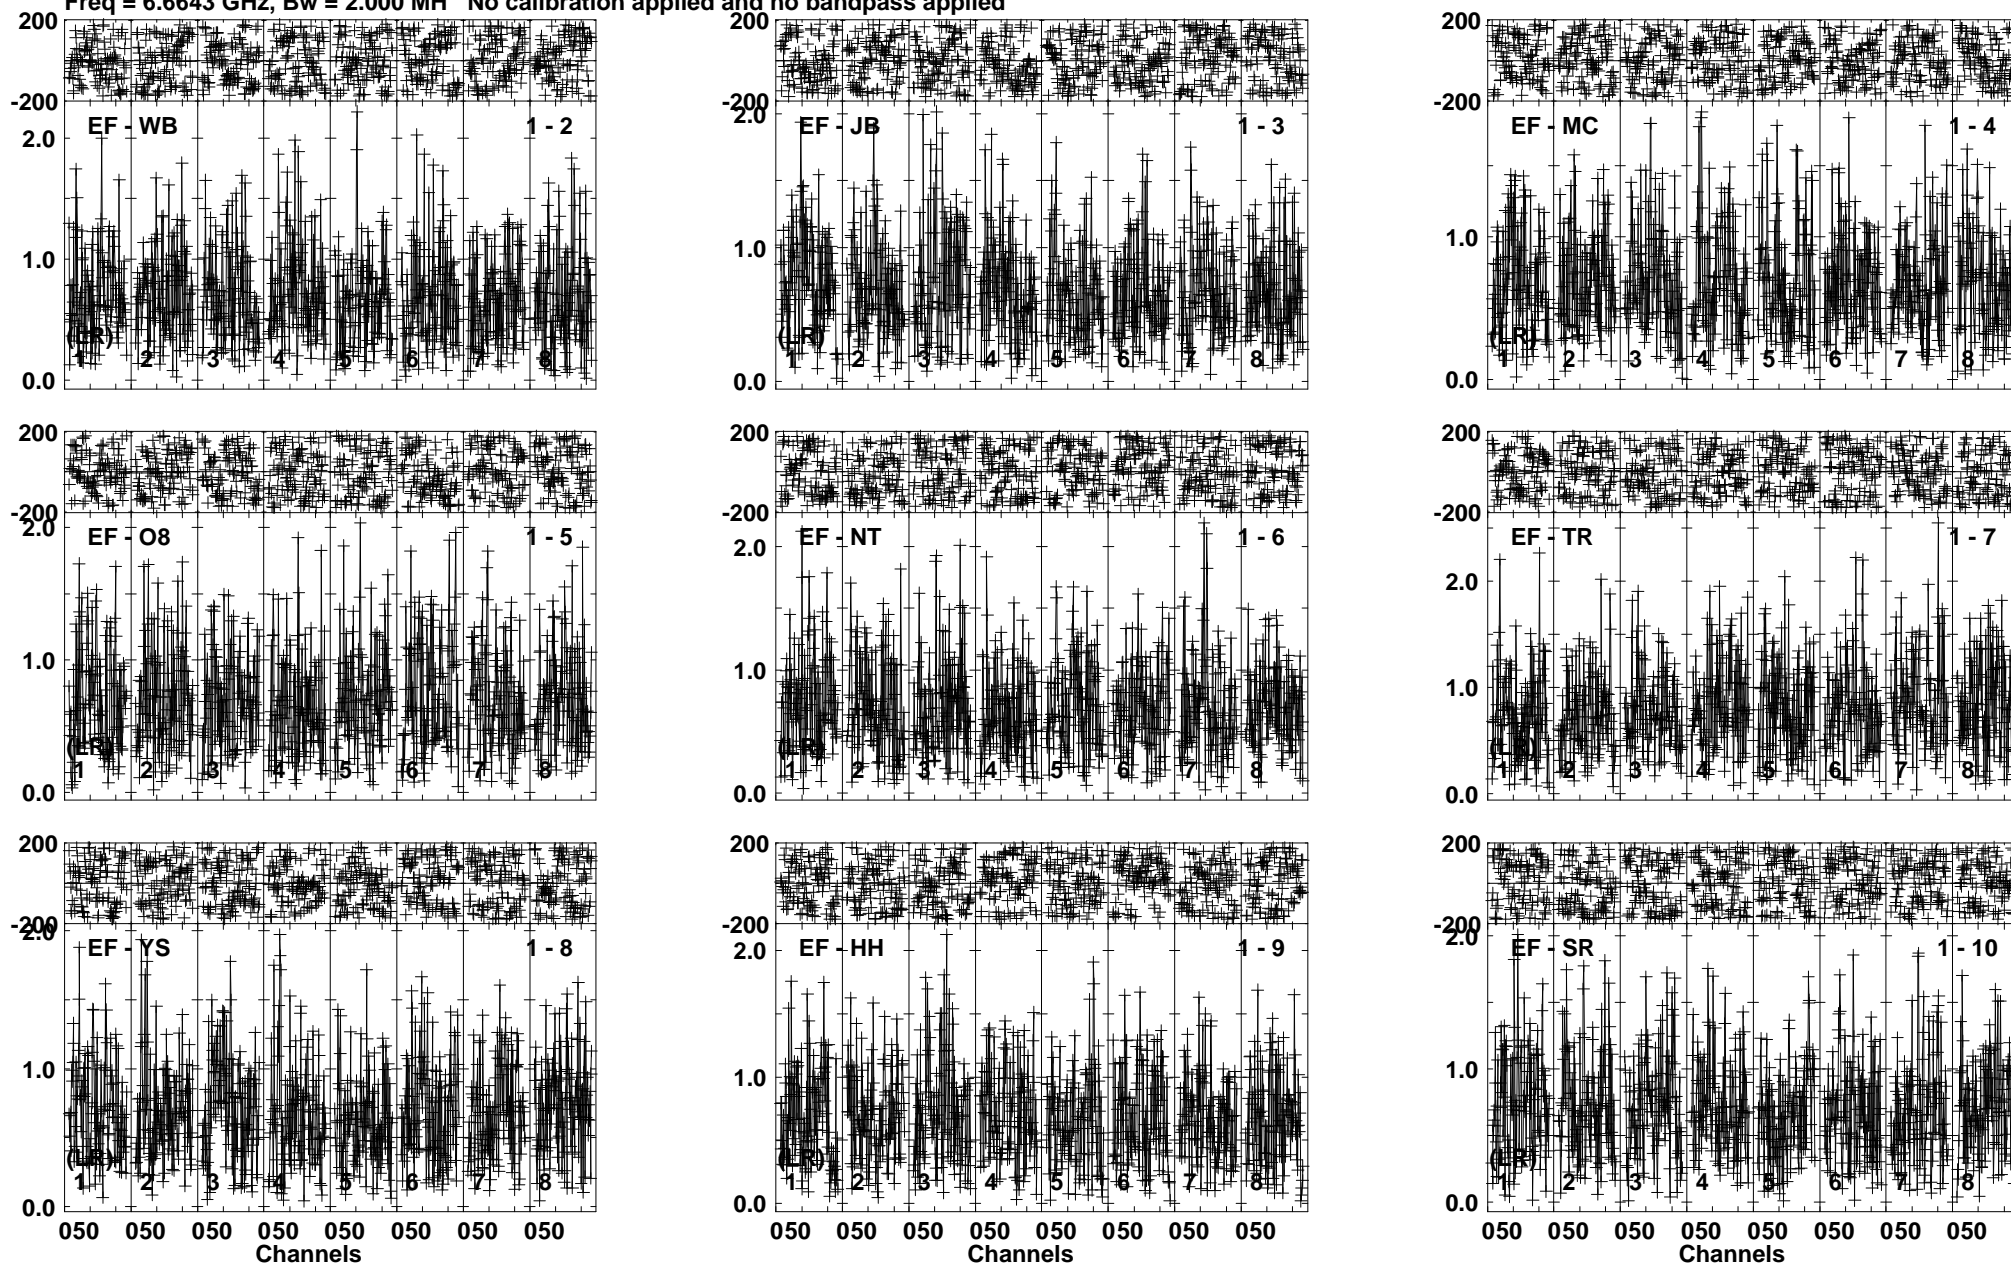 Freq = 6.6643 GHz, Bw = 2.000 MH No calibration applied and no bandpass applied
200 200 200
-200 -200 -200
EF - WB 1 - 2 EF - JB 1 - 3 EF - MC 1 - 4
2.0 2.0
1.0 1.0 1.0
(LR) (LR) (LR)
1 2 3 4 5 6 7 8 1 2 3 4 5 6 7 8 1 2 3 4 5 6 7 8
0.0 0.0 0.0
200 200 200
-200 -200 -200
EF - O8 1 - 5 EF - NT 1 - 6 EF - TR 1 - 7
2.0 2.0 2.0
1.0 1.0 1.0
(LR) (LR) (LR)
1 2 3 4 5 6 7 8 1 2 3 4 5 6 7 8 1 2 3 4 5 6 7 8
0.0 0.0 0.0
200 200 200
-200 -200 -200
EF - YS 1 - 8 EF - HH 1 - 9 EF - SR 1 - 10
2.0 2.0 2.0
1.0 1.0 1.0
(LR) (LR) (LR)
1 2 3 4 5 6 7 8 1 2 3 4 5 6 7 8 1 2 3 4 5 6 7 8
0.0 0.0 0.0
050 050 050 050 050 050 050 050 050 050 050 050 050 050 050 050 050 050 050 050 050 050 050 050
Channels Channels Channels